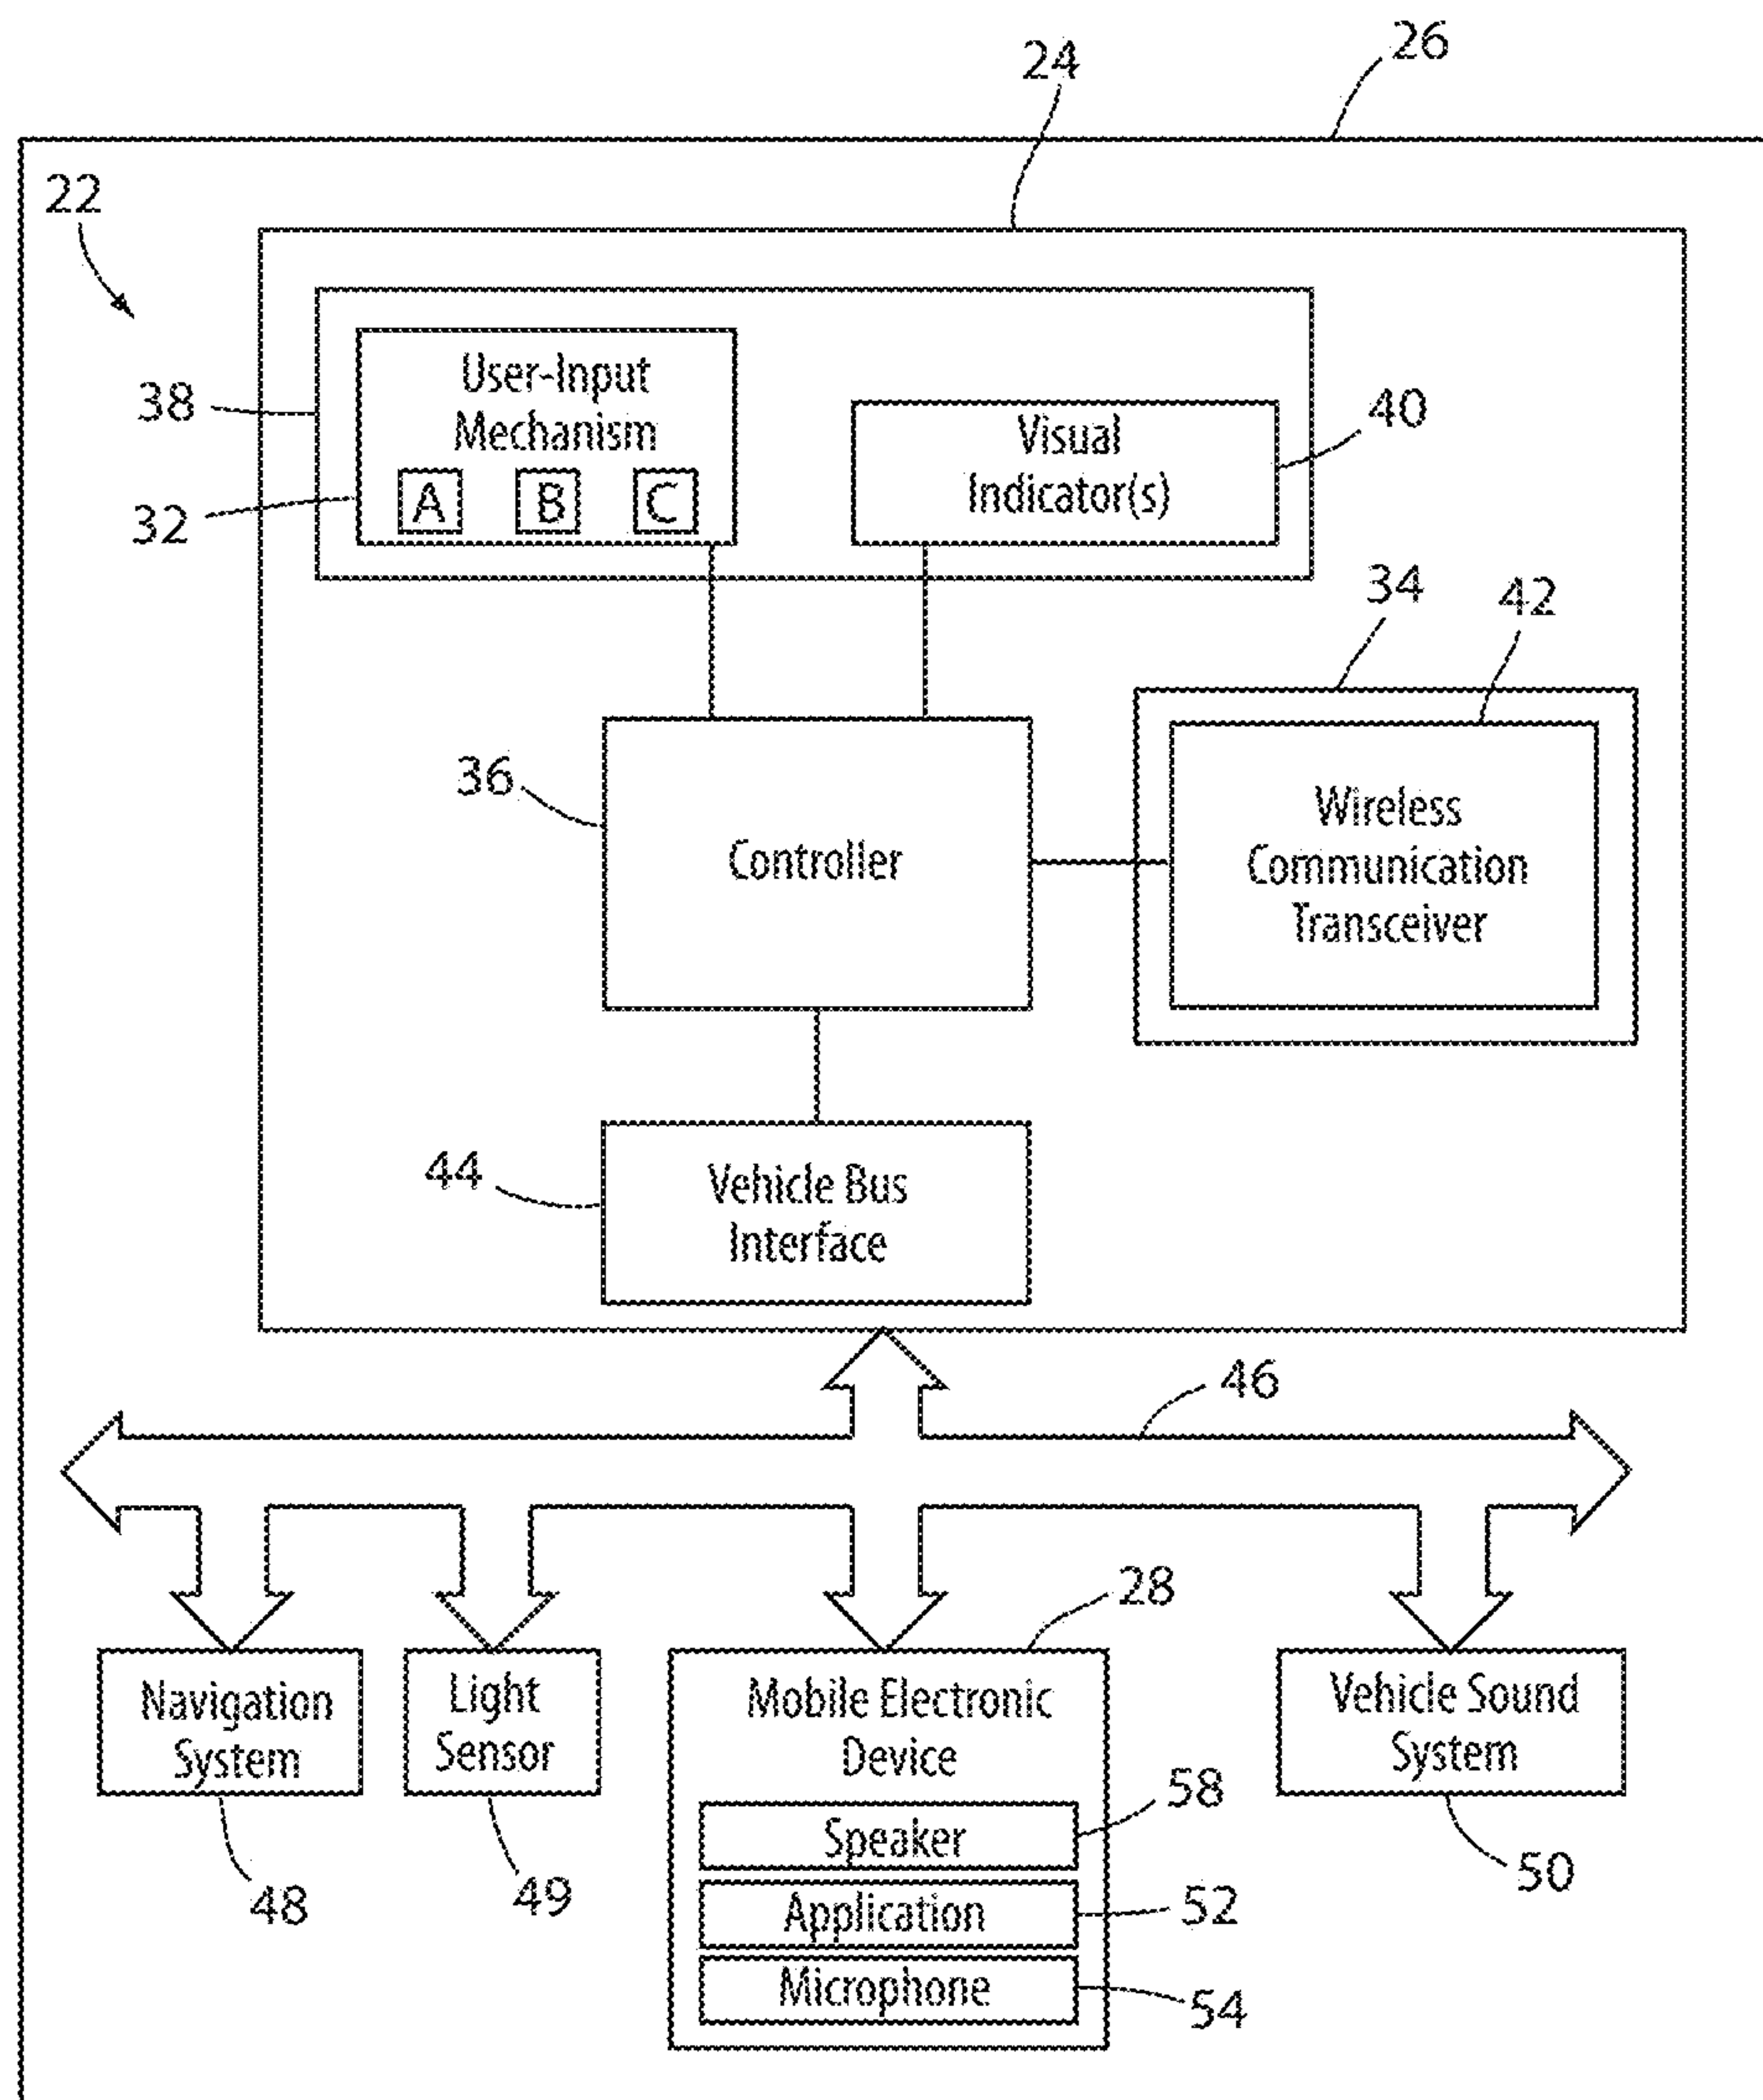 26
24
22
User-Input
Mechanism
A B C
38
32
Visual
Indicator(s)
40
34
42
36
Controller
Wireless
Communication
Transceiver
44
Vehicle Bus
Interface
46
28
Navigation
System
Light
Sensor
Mobile Electronic
Device
Vehicle Sound
System
58
Speaker
48
49
50
Application
52
Microphone
54